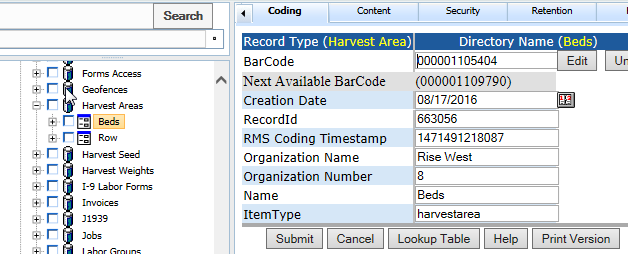 Search
Forms Access
Geofences
Harvest Areas
Beds
Row
Harvest Seed
Harvest Weights
I-9 Labor Forms
Invoices
J1939
Jobs
Labor Groups
Coding Content Security Retention
Record Type (Harvest Area) Directory Name (Beds)
BarCode 000001105404 Edit
Next Available BarCode (000001109790)
Creation Date 08/17/2016
RecordId 663056
RMS Coding Timestamp 1471491218087
Organization Name Rise West
Organization Number 8
Name Beds
ItemType harvestarea
Submit Cancel Lookup Table Help Print Version